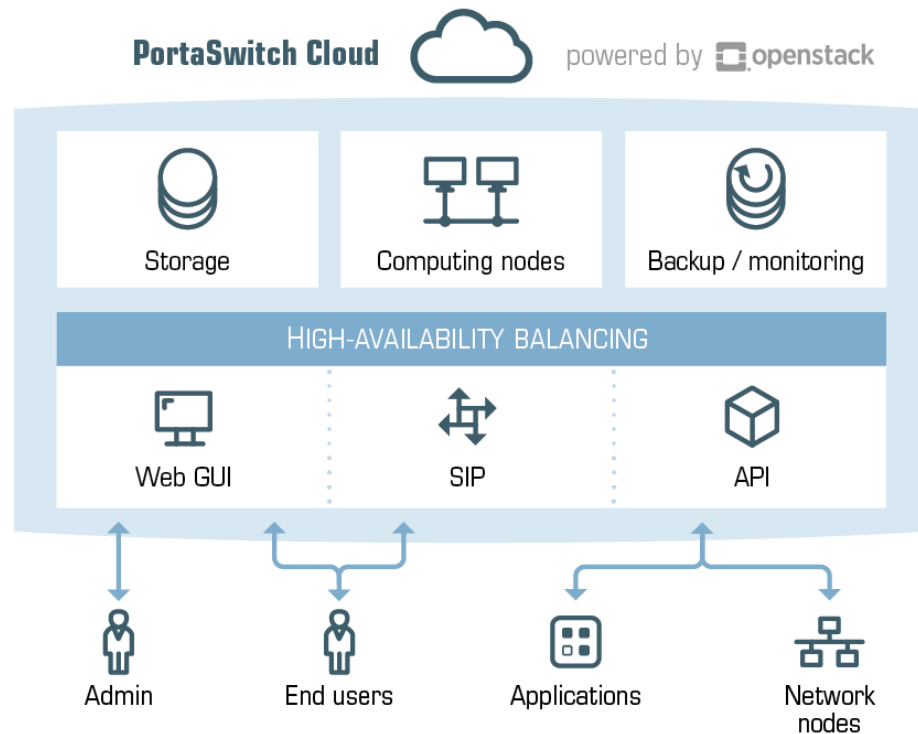 PortaSwitch Cloud powered by openstack
Storage Computing nodes Backup / monitoring
HIGH-AVAILABILITY BALANCING
Web GUI SIP API
Admin End users Applications Network
nodes